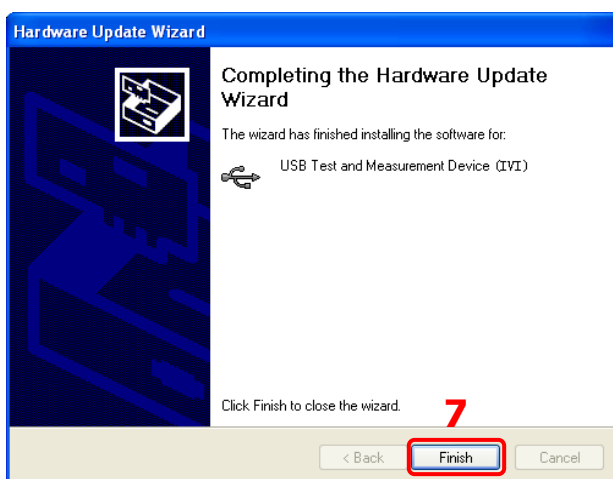 Hardware Update Wizard
Completing the Hardware Update
Wizard
The wizard has finished installing the software for:
USB Test and Measurement Device (IVI)
Click Finish to close the wizard.
7
< Back
Finish
Cancel